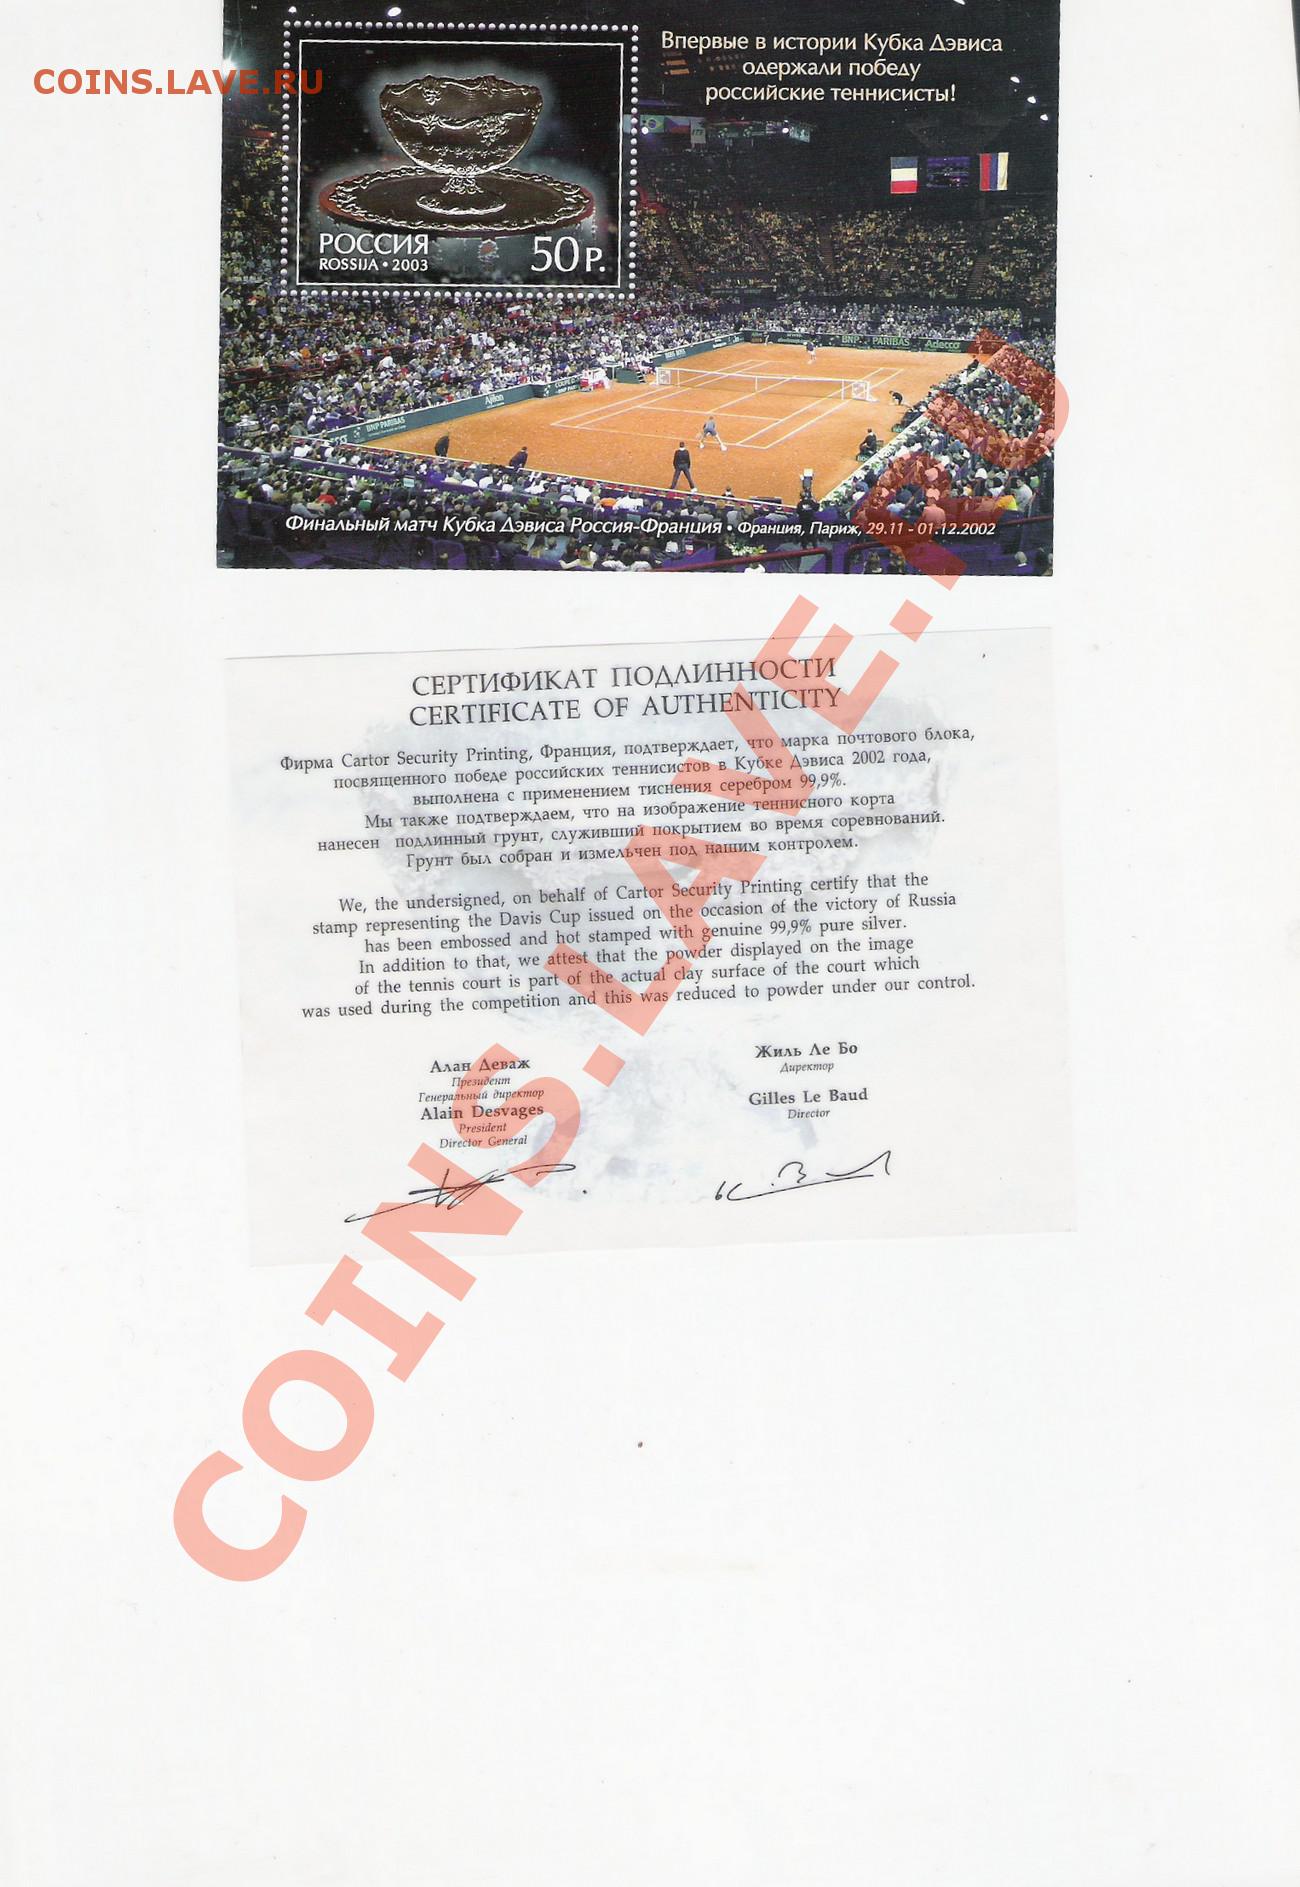 COINS.LAVE.RU
Впервые в истории Кубка Дэвиса
одержали победу
российские теннисисты!
РОССИЯ
ROSSIJA • 2003
50 Р.
BNP PARIBAS
Adecco
BNP PARIBAS
Финальный матч Кубка Дэвиса Россия-Франция • Франция, Париж, 29.11 - 01.12.2002
СЕРТИФИКАТ ПОДЛИННОСТИ
CERTIFICATE OF AUTHENTICITY
Фирма Cartor Security Printing, Франция, подтверждает, что марка почтового блока,
посвященного победе российских теннисистов в Кубке Дэвиса 2002 года,
выполнена с применением тиснения серебром 99,9%.
Мы также подтверждаем, что на изображение теннисного корта
нанесен подлинный грунт, служивший покрытием во время соревнований.
Грунт был собран и измельчен под нашим контролем.
We, the undersigned, on behalf of Cartor Security Printing certify that the
stamp representing the Davis Cup issued on the occasion of the victory of Russia
has been embossed and hot stamped with genuine 99,9% pure silver.
In addition to that, we attest that the powder displayed on the image
of the tennis court is part of the actual clay surface of the court which
was used during the competition and this was reduced to powder under our control.
Алан Деваж
Президент
Генеральный директор
Alain Desvages
President
Director General
Жиль Ле Бо
Директор
Gilles Le Baud
Director
COINS.LAVE.RU